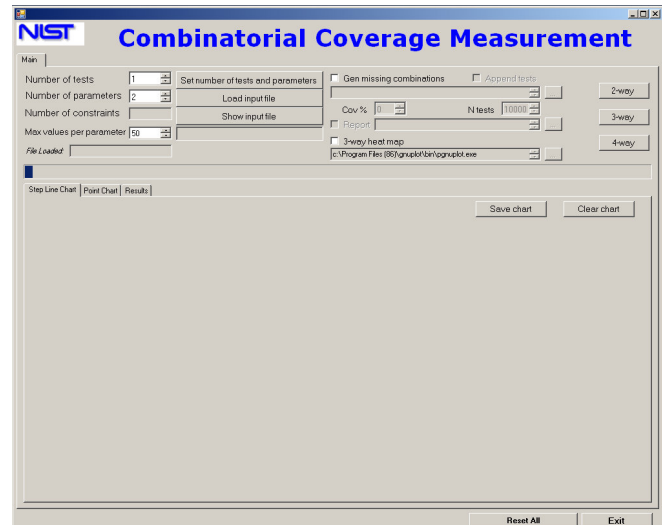 NIST
Combinatorial Coverage Measurement
Main
Number of tests 1
Set number of tests and parameters
Gen missing combinations
Append tests
Number of parameters 2
Load input file
...
2-way
Number of constraints
Show input file
Cov % 0
N tests 10000
3-way
Report
Max values per parameter 50
3-way heat map
4-way
File Loaded:
c:\Program Files (86)\gnuplot\bin\pgnuplot.exe
...
Step Line Chart
Point Chart
Results
Save chart
Clear chart
Reset All
Exit